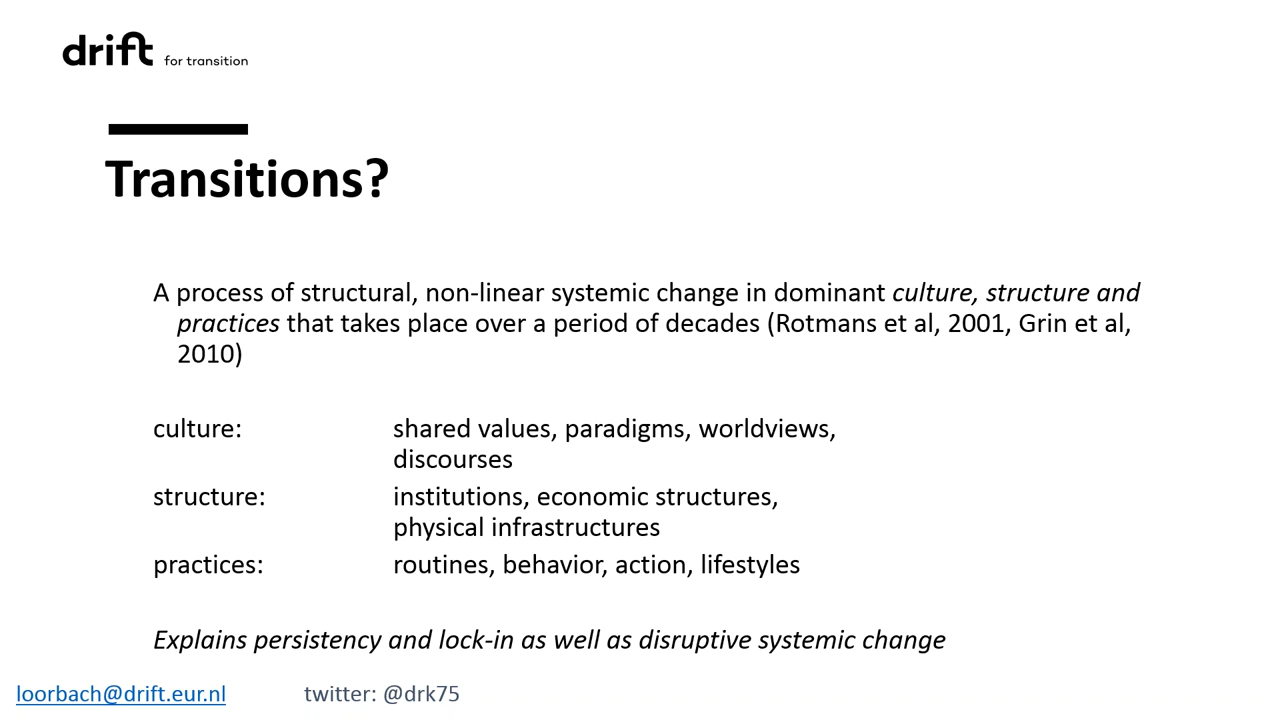 drift for transition
Transitions?
A process of structural, non-linear systemic change in dominant culture, structure and
practices that takes place over a period of decades (Rotmans et al, 2001, Grin et al,
2010)
culture: shared values, paradigms, worldviews,
discourses
structure: institutions, economic structures,
physical infrastructures
practices: routines, behavior, action, lifestyles
Explains persistency and lock-in as well as disruptive systemic change
loorbach@drift.eur.nl twitter: @drk75